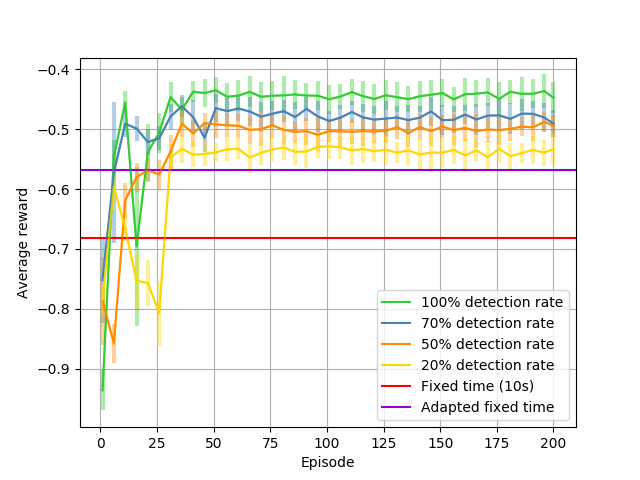 −0.4
−0.5
−0.6
−0.7
−0.8
−0.9
Average reward
0
25
50
75
100
125
150
175
200
Episode
100% detection rate
70% detection rate
50% detection rate
20% detection rate
Fixed time (10s)
Adapted fixed time